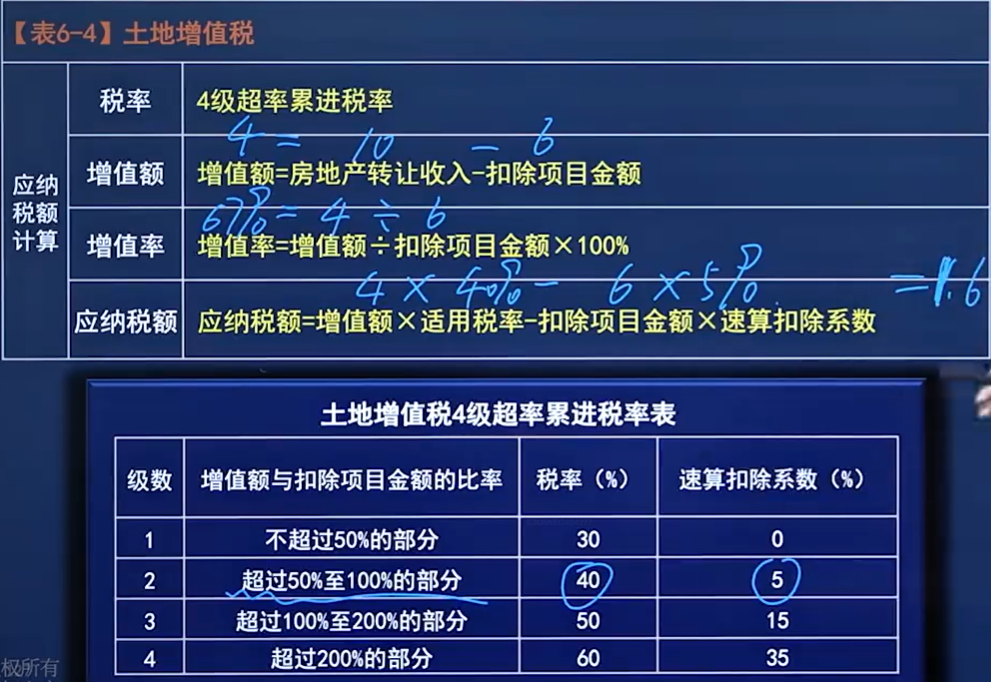 【表6-4】土地增值税
应纳税额计算
税率 4级超率累进税率
4 = 10 - 6
增值额 增值额=房地产转让收入-扣除项目金额
67% = 4 ÷ 6
增值率 增值率=增值额÷扣除项目金额×100%
4 × 40% - 6 × 5% =1.6
应纳税额 应纳税额=增值额×适用税率-扣除项目金额×速算扣除系数
土地增值税4级超率累进税率表
级数 增值额与扣除项目金额的比率 税率（%） 速算扣除系数（%）
1 不超过50%的部分 30 0
2 超过50%至100%的部分 40 5
3 超过100%至200%的部分 50 15
4 超过200%的部分 60 35
极所有